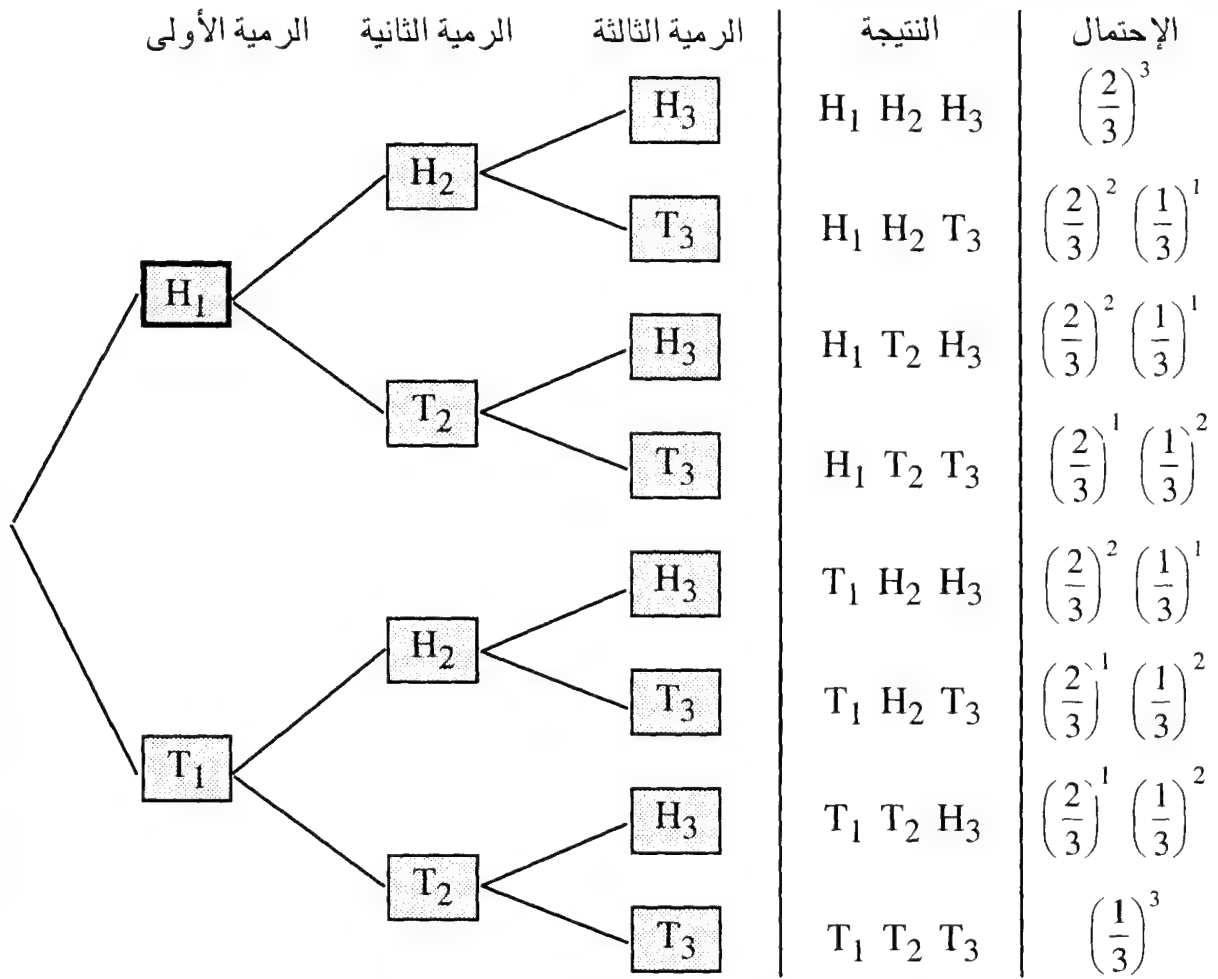 الرمية الأولى الرمية الثانية الرمية الثالثة النتيجة الإحتمال
H₃ H₁ H₂ H₃ (2/3)³
H₂
T₃ H₁ H₂ T₃ (2/3)² (1/3)¹
H₁
H₃ H₁ T₂ H₃ (2/3)² (1/3)¹
T₂
T₃ H₁ T₂ T₃ (2/3)¹ (1/3)²
H₃ T₁ H₂ H₃ (2/3)² (1/3)¹
H₂
T₃ T₁ H₂ T₃ (2/3)¹ (1/3)²
T₁
H₃ T₁ T₂ H₃ (2/3)¹ (1/3)²
T₂
T₃ T₁ T₂ T₃ (1/3)³